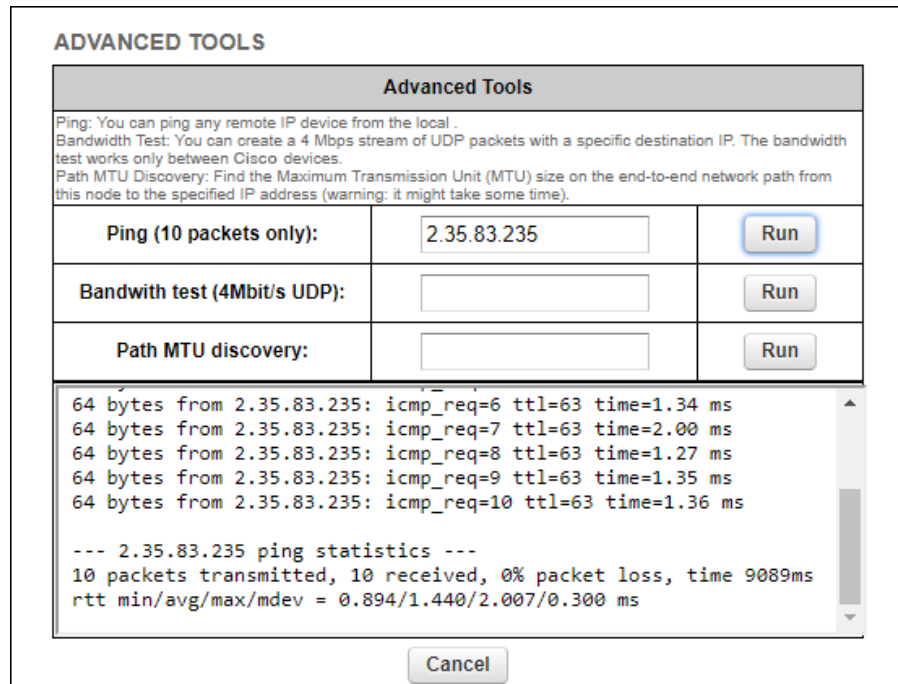 ADVANCED TOOLS
Advanced Tools
Ping: You can ping any remote IP device from the local .
Bandwidth Test: You can create a 4 Mbps stream of UDP packets with a specific destination IP. The bandwidth
test works only between Cisco devices.
Path MTU Discovery: Find the Maximum Transmission Unit (MTU) size on the end-to-end network path from
this node to the specified IP address (warning: it might take some time).
Ping (10 packets only): 2.35.83.235 Run
Bandwith test (4Mbit/s UDP): Run
Path MTU discovery: Run
64 bytes from 2.35.83.235: icmp_req=6 ttl=63 time=1.34 ms
64 bytes from 2.35.83.235: icmp_req=7 ttl=63 time=2.00 ms
64 bytes from 2.35.83.235: icmp_req=8 ttl=63 time=1.27 ms
64 bytes from 2.35.83.235: icmp_req=9 ttl=63 time=1.35 ms
64 bytes from 2.35.83.235: icmp_req=10 ttl=63 time=1.36 ms
--- 2.35.83.235 ping statistics ---
10 packets transmitted, 10 received, 0% packet loss, time 9089ms
rtt min/avg/max/mdev = 0.894/1.440/2.007/0.300 ms
Cancel